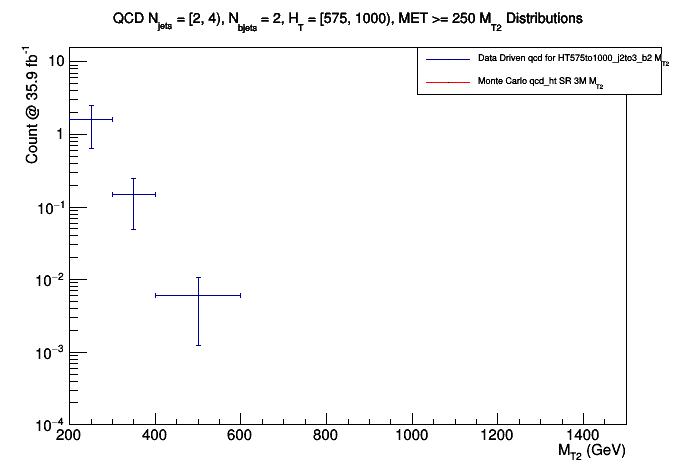 QCD N_jets = [2, 4), N_bjets = 2, H_T = [575, 1000), MET >= 250 M_T2 Distributions
Data Driven qcd for HT575to1000_j2to3_b2 M_T2
Monte Carlo qcd_ht SR 3M M_T2
Count @ 35.9 fb^-1
10
1
10^−1
10^−2
10^−3
10^−4
200 400 600 800 1000 1200 1400
M_T2 (GeV)